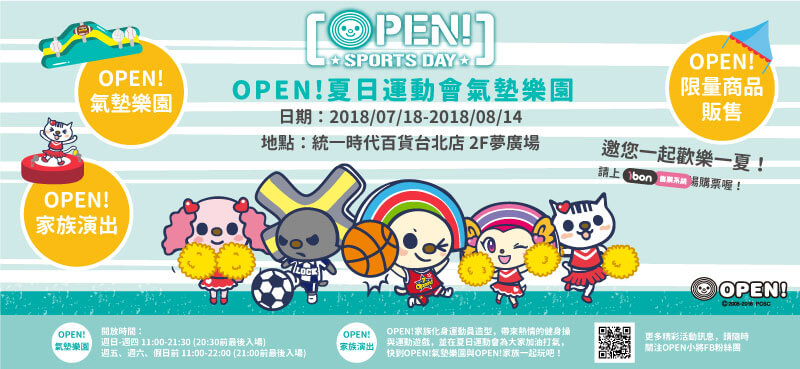 OPEN!
SPORTS DAY
OPEN!夏日運動會氣墊樂園
日期：2018/07/18-2018/08/14
地點：統一時代百貨台北店 2F夢廣場
OPEN!
氣墊樂園
OPEN!
家族演出
OPEN!
限量商品
販售
邀您一起歡樂一夏！
請上 ibon 售票系統 場購票喔！
LOCK
OPEN!
©2005-2018 PCSC
OPEN!
氣墊樂園
開放時間：
週日-週四 11:00-21:30 (20:30前最後入場)
週五、週六、假日前 11:00-22:00 (21:00前最後入場)
OPEN!
家族演出
OPEN!家族化身運動員造型，帶來熱情的健身操
與運動遊戲，並在夏日運動會為大家加油打氣，
快到OPEN!氣墊樂園與OPEN!家族一起玩吧！
更多精彩活動訊息，請隨時
關注OPEN小將FB粉絲團